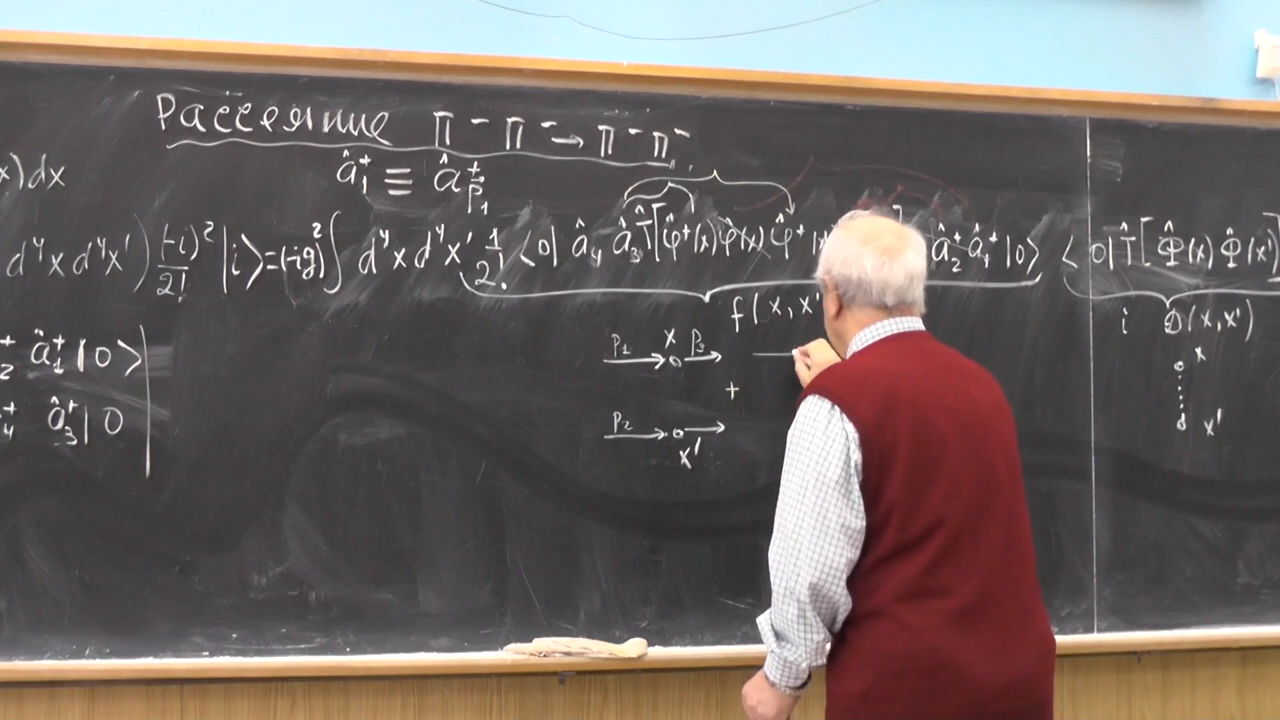 Рассеяние π⁻ π⁻ → π⁻ π⁻
x) dx
â₁⁺ ≡ â⁺_p₁
d⁴x d⁴x') (-i)²/2! |i> = (-ig)² ∫ d⁴x d⁴x' 1/2! <0| â₄ â₃ T̂[φ̂⁺(x) φ̂(x) φ̂⁺(x ] â₂⁺ â₁⁺ |0> <0| T̂[Φ̂(x) Φ̂(x')
f(x, x'
i D(x, x')
₂⁺ â₁⁺ |0>
p₁ x p₃
x
+
₄⁺ â₃⁺ |0
p₂
x'
x'